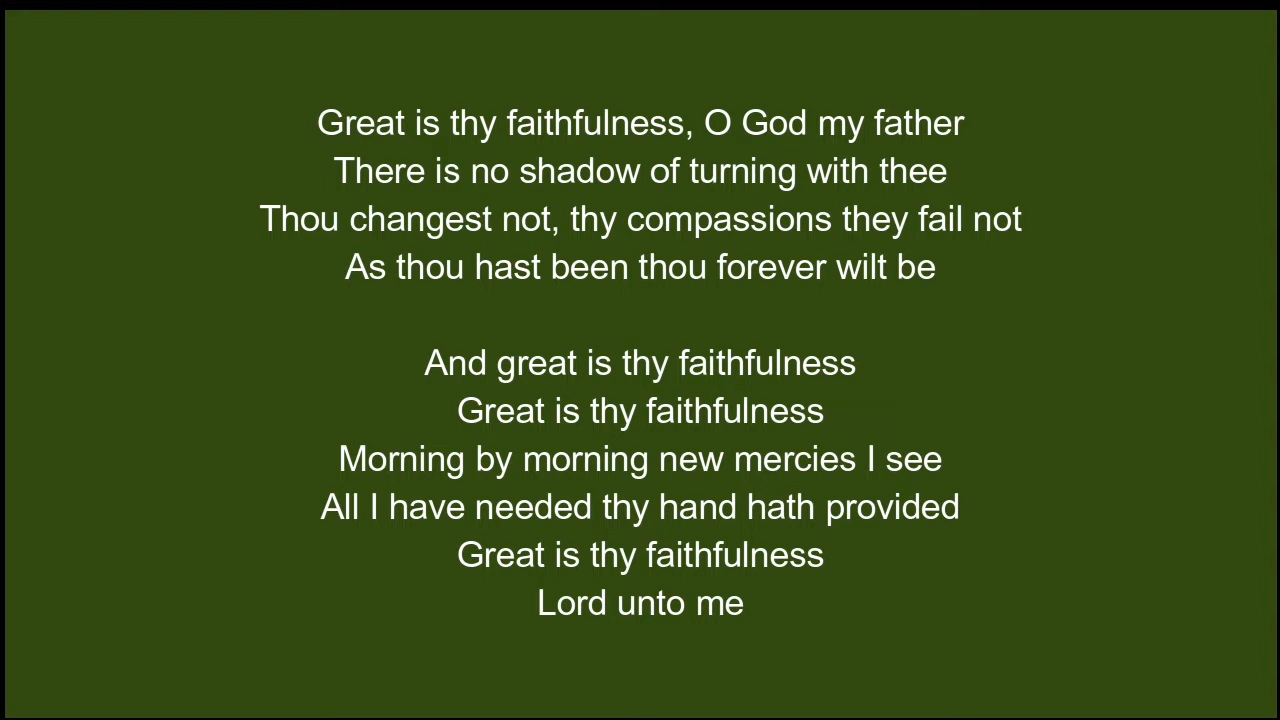 Great is thy faithfulness, O God my father
There is no shadow of turning with thee
Thou changest not, thy compassions they fail not
As thou hast been thou forever wilt be
And great is thy faithfulness
Great is thy faithfulness
Morning by morning new mercies I see
All I have needed thy hand hath provided
Great is thy faithfulness
Lord unto me